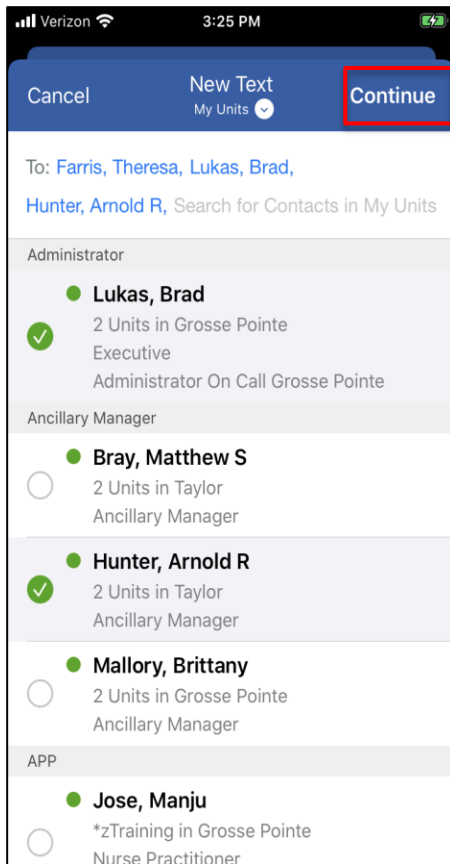 Verizon 3:25 PM
Cancel New Text Continue
My Units
To: Farris, Theresa, Lukas, Brad,
Hunter, Arnold R, Search for Contacts in My Units
Administrator
Lukas, Brad
2 Units in Grosse Pointe
Executive
Administrator On Call Grosse Pointe
Ancillary Manager
Bray, Matthew S
2 Units in Taylor
Ancillary Manager
Hunter, Arnold R
2 Units in Taylor
Ancillary Manager
Mallory, Brittany
2 Units in Grosse Pointe
Ancillary Manager
APP
Jose, Manju
*zTraining in Grosse Pointe
Nurse Practitioner